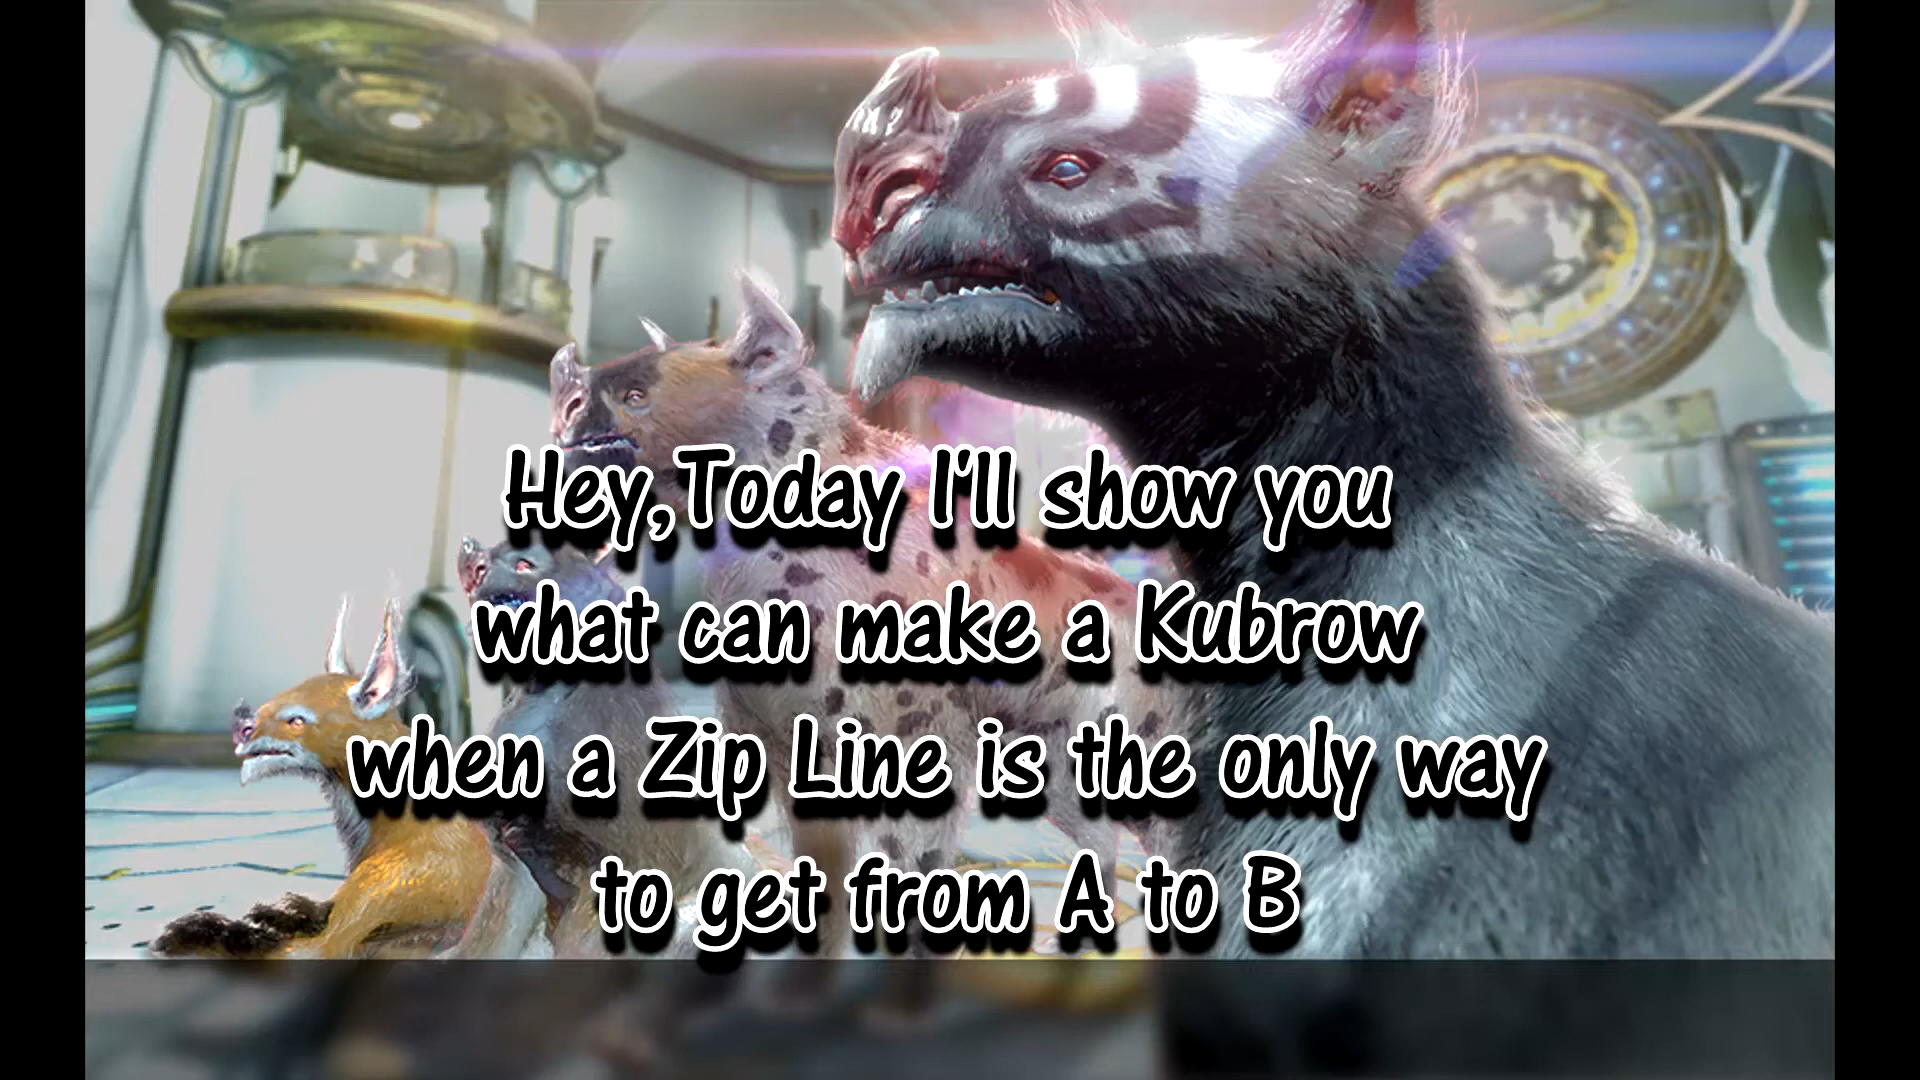 Hey,Today I'll show you
what can make a Kubrow
when a Zip Line is the only way
to get from A to B